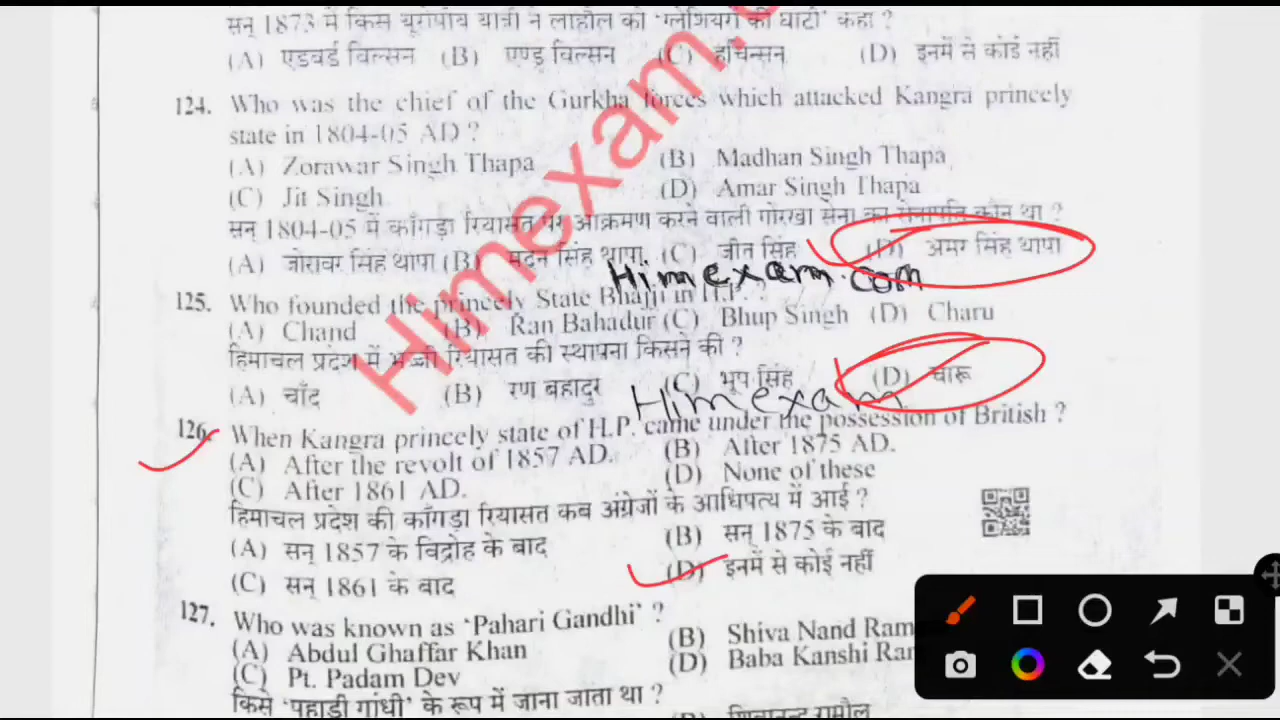 सन् 1873 में किस यूरोपीय यात्री ने लाहौल को 'ग्लेशियरों की घाटी' कहा ?
(A) एडवर्ड विल्सन (B) एण्ड्रु विल्सन (C) हचिन्सन (D) इनमें से कोई नहीं
124. Who was the chief of the Gurkha forces which attacked Kangra princely
state in 1804-05 AD ?
(A) Zorawar Singh Thapa (B) Madhan Singh Thapa
(C) Jit Singh (D) Amar Singh Thapa
सन् 1804-05 में काँगड़ा रियासत पर आक्रमण करने वाली गोरखा सेना का सेनापति कौन था ?
(A) जोरावर सिंह थापा (B) मदन सिंह थापा (C) जीत सिंह (D) अमर सिंह थापा
Himexam.com
125. Who founded the princely State Bhajji in H.P. ?
(A) Chand (B) Ran Bahadur (C) Bhup Singh (D) Charu
हिमाचल प्रदेश में भज्जी रियासत की स्थापना किसने की ?
(A) चाँद (B) रण बहादुर (C) भूप सिंह (D) चारू
Himexam
126. When Kangra princely state of H.P. came under the possession of British ?
(A) After the revolt of 1857 AD. (B) After 1875 AD.
(C) After 1861 AD. (D) None of these
हिमाचल प्रदेश की काँगड़ा रियासत कब अंग्रेजों के आधिपत्य में आई ?
(A) सन् 1857 के विद्रोह के बाद (B) सन् 1875 के बाद
(C) सन् 1861 के बाद (D) इनमें से कोई नहीं
127. Who was known as 'Pahari Gandhi' ?
(A) Abdul Ghaffar Khan (B) Shiva Nand Ram
(C) Pt. Padam Dev (D) Baba Kanshi Ram
किसे 'पहाड़ी गांधी' के रूप में जाना जाता था ?
(B) शिवानन्द रामौल
Himexam.c